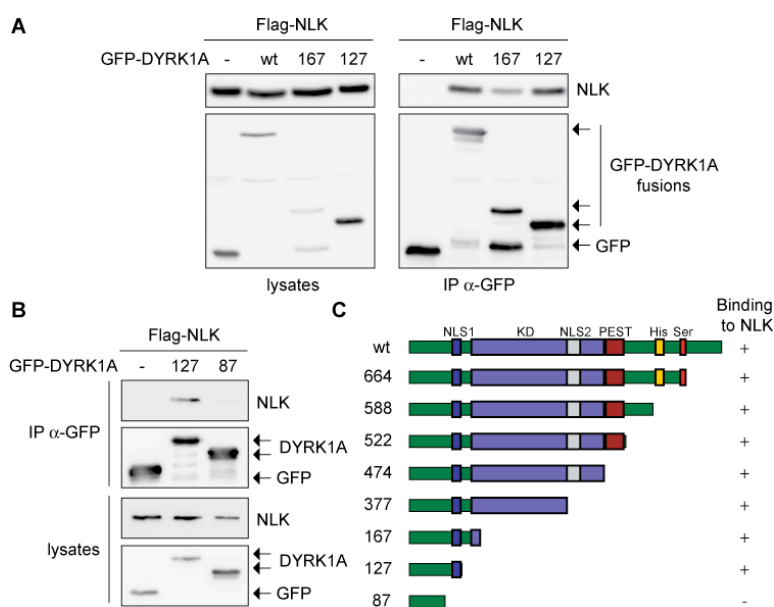 A
Flag-NLK
GFP-DYRK1A - wt 167 127
Flag-NLK
- wt 167 127
NLK
GFP-DYRK1A
fusions
GFP
lysates
IP α-GFP
B
Flag-NLK
GFP-DYRK1A - 127 87
IP α-GFP
NLK
DYRK1A
GFP
lysates
NLK
DYRK1A
GFP
C
Binding
to NLK
NLS1 KD NLS2 PEST His Ser
wt +
664 +
588 +
522 +
474 +
377 +
167 +
127 +
87 -